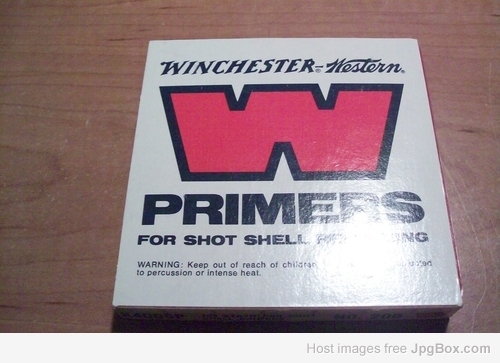 WINCHESTER-Western
W
PRIMERS
FOR SHOT SHELL
WARNING: Keep out of reach of
to percussion or intense heat.
Host images free JpgBox.com